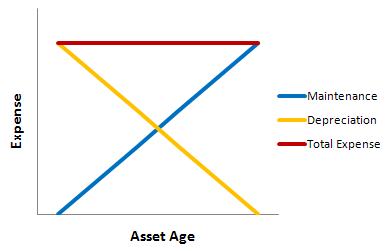 Expense
Maintenance
Depreciation
Total Expense
Asset Age